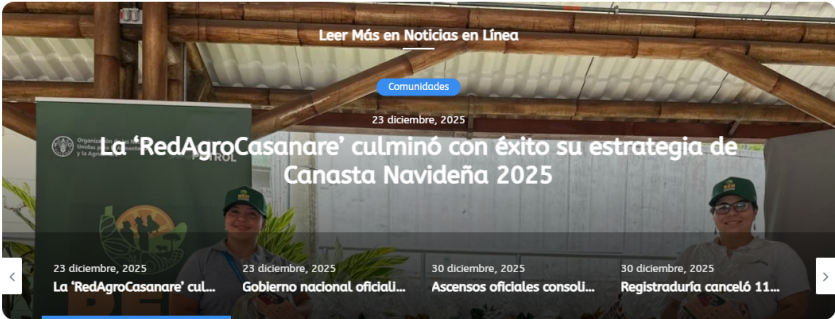 Leer Más en Noticias en Línea
Comunidades
23 diciembre, 2025
La ‘RedAgroCasanare’ culminó con éxito su estrategia de
Canasta Navideña 2025
23 diciembre, 2025
La ‘RedAgroCasanare’ cul...
23 diciembre, 2025
Gobierno nacional oficiali...
30 diciembre, 2025
Ascensos oficiales consoli...
30 diciembre, 2025
Registraduría canceló 11...